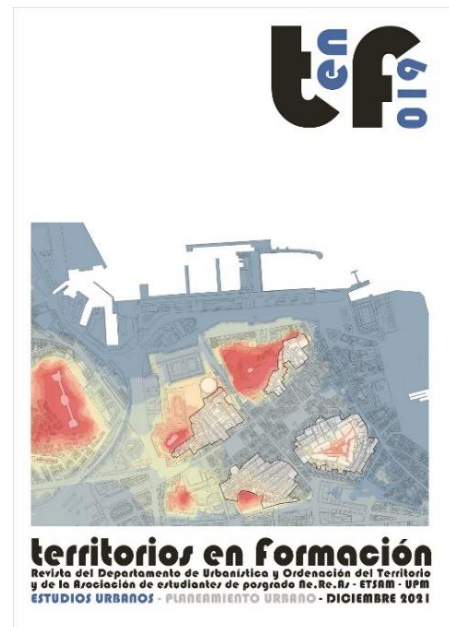 ten
f
019
territorios en Formación
Revista del Departamento de Urbanística y Ordenación del Territorio
y de la Asociación de estudiantes de posgrado Ne.Re.As - ETSAM - UPM
ESTUDIOS URBANOS - PLANEAMIENTO URBANO - DICIEMBRE 2021